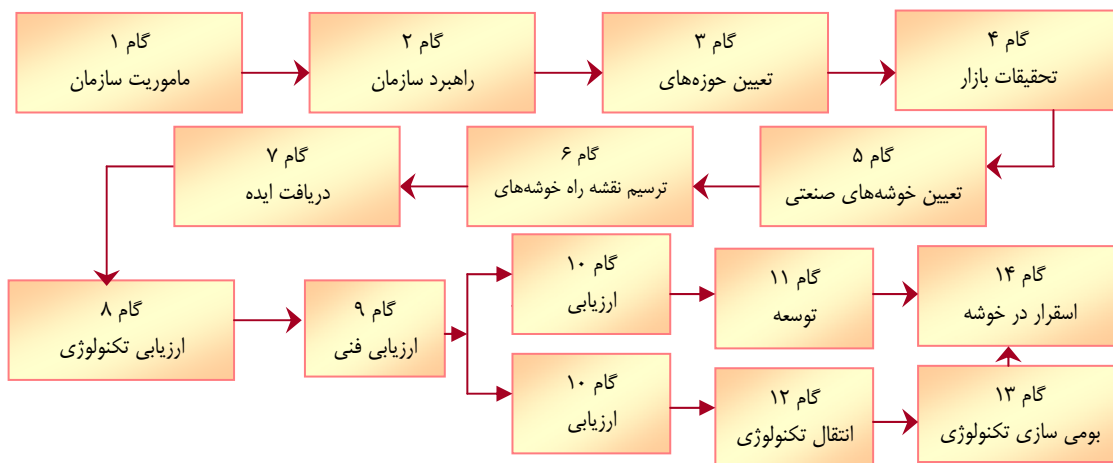 گام ۱
ماموریت سازمان
گام ۲
راهبرد سازمان
گام ۳
تعیین حوزه‌های
گام ۴
تحقیقات بازار
گام ۵
تعیین خوشه‌های صنعتی
گام ۶
ترسیم نقشه راه خوشه‌های
گام ۷
دریافت ایده
گام ۸
ارزیابی تکنولوژی
گام ۹
ارزیابی فنی
گام ۱۰
ارزیابی
گام ۱۱
توسعه
گام ۱۴
اسقرار در خوشه
گام ۱۰
ارزیابی
گام ۱۲
انتقال تکنولوژی
گام ۱۳
بومی سازی تکنولوژی